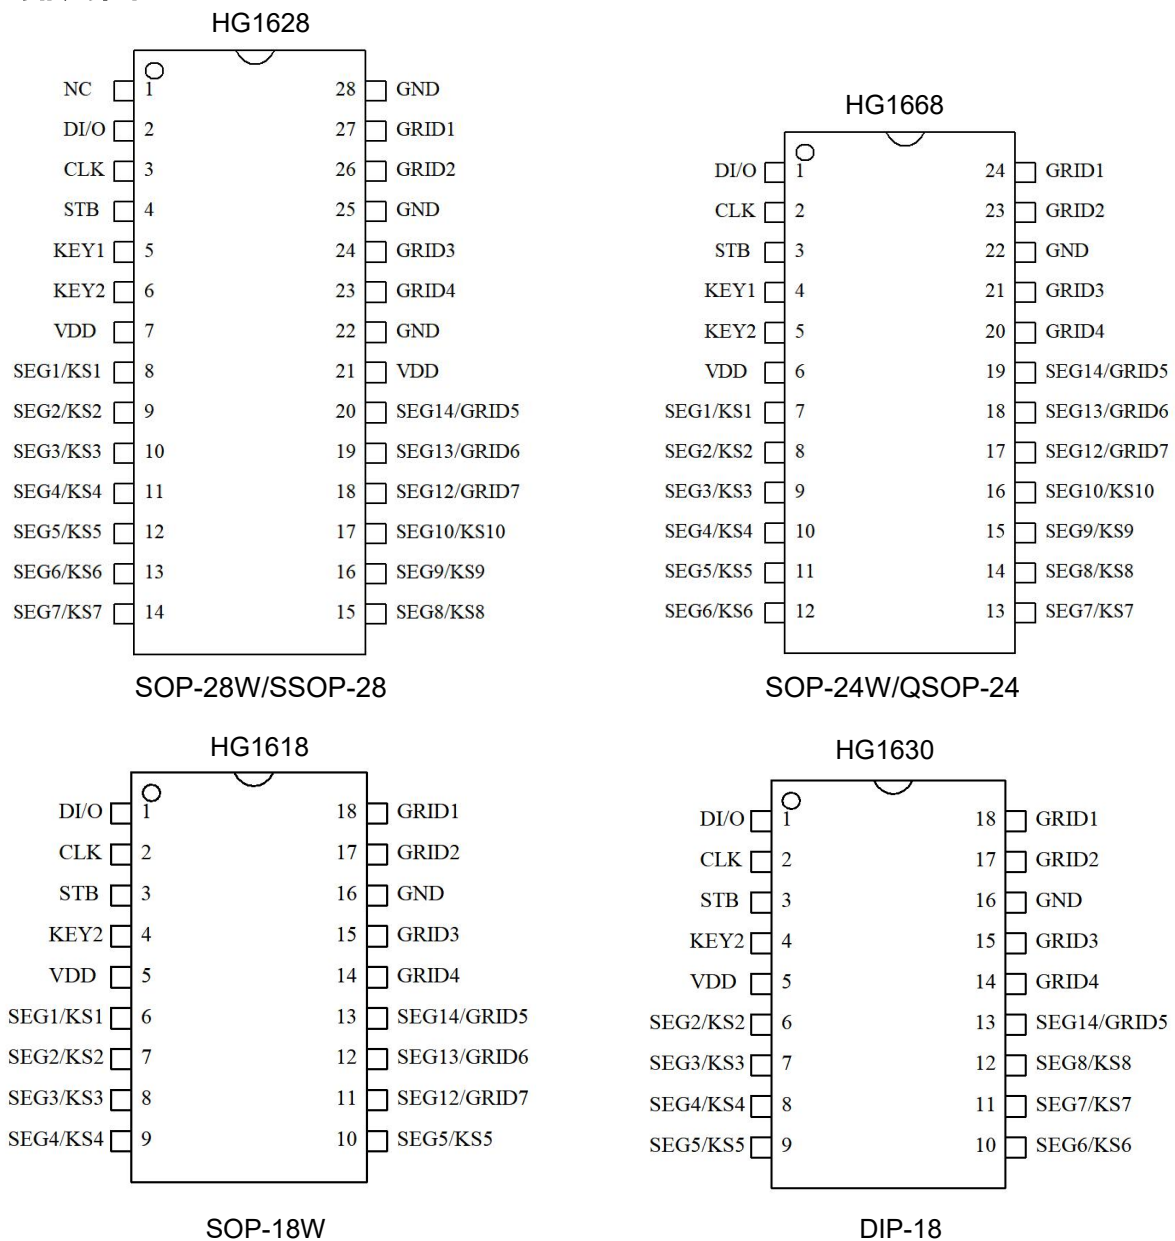 HG1628
NC 1 28 GND
DI/O 2 27 GRID1
CLK 3 26 GRID2
STB 4 25 GND
KEY1 5 24 GRID3
KEY2 6 23 GRID4
VDD 7 22 GND
SEG1/KS1 8 21 VDD
SEG2/KS2 9 20 SEG14/GRID5
SEG3/KS3 10 19 SEG13/GRID6
SEG4/KS4 11 18 SEG12/GRID7
SEG5/KS5 12 17 SEG10/KS10
SEG6/KS6 13 16 SEG9/KS9
SEG7/KS7 14 15 SEG8/KS8
SOP-28W/SSOP-28
HG1668
DI/O 1 24 GRID1
CLK 2 23 GRID2
STB 3 22 GND
KEY1 4 21 GRID3
KEY2 5 20 GRID4
VDD 6 19 SEG14/GRID5
SEG1/KS1 7 18 SEG13/GRID6
SEG2/KS2 8 17 SEG12/GRID7
SEG3/KS3 9 16 SEG10/KS10
SEG4/KS4 10 15 SEG9/KS9
SEG5/KS5 11 14 SEG8/KS8
SEG6/KS6 12 13 SEG7/KS7
SOP-24W/QSOP-24
HG1618
DI/O 1 18 GRID1
CLK 2 17 GRID2
STB 3 16 GND
KEY2 4 15 GRID3
VDD 5 14 GRID4
SEG1/KS1 6 13 SEG14/GRID5
SEG2/KS2 7 12 SEG13/GRID6
SEG3/KS3 8 11 SEG12/GRID7
SEG4/KS4 9 10 SEG5/KS5
SOP-18W
HG1630
DI/O 1 18 GRID1
CLK 2 17 GRID2
STB 3 16 GND
KEY2 4 15 GRID3
VDD 5 14 GRID4
SEG2/KS2 6 13 SEG14/GRID5
SEG3/KS3 7 12 SEG8/KS8
SEG4/KS4 8 11 SEG7/KS7
SEG5/KS5 9 10 SEG6/KS6
DIP-18